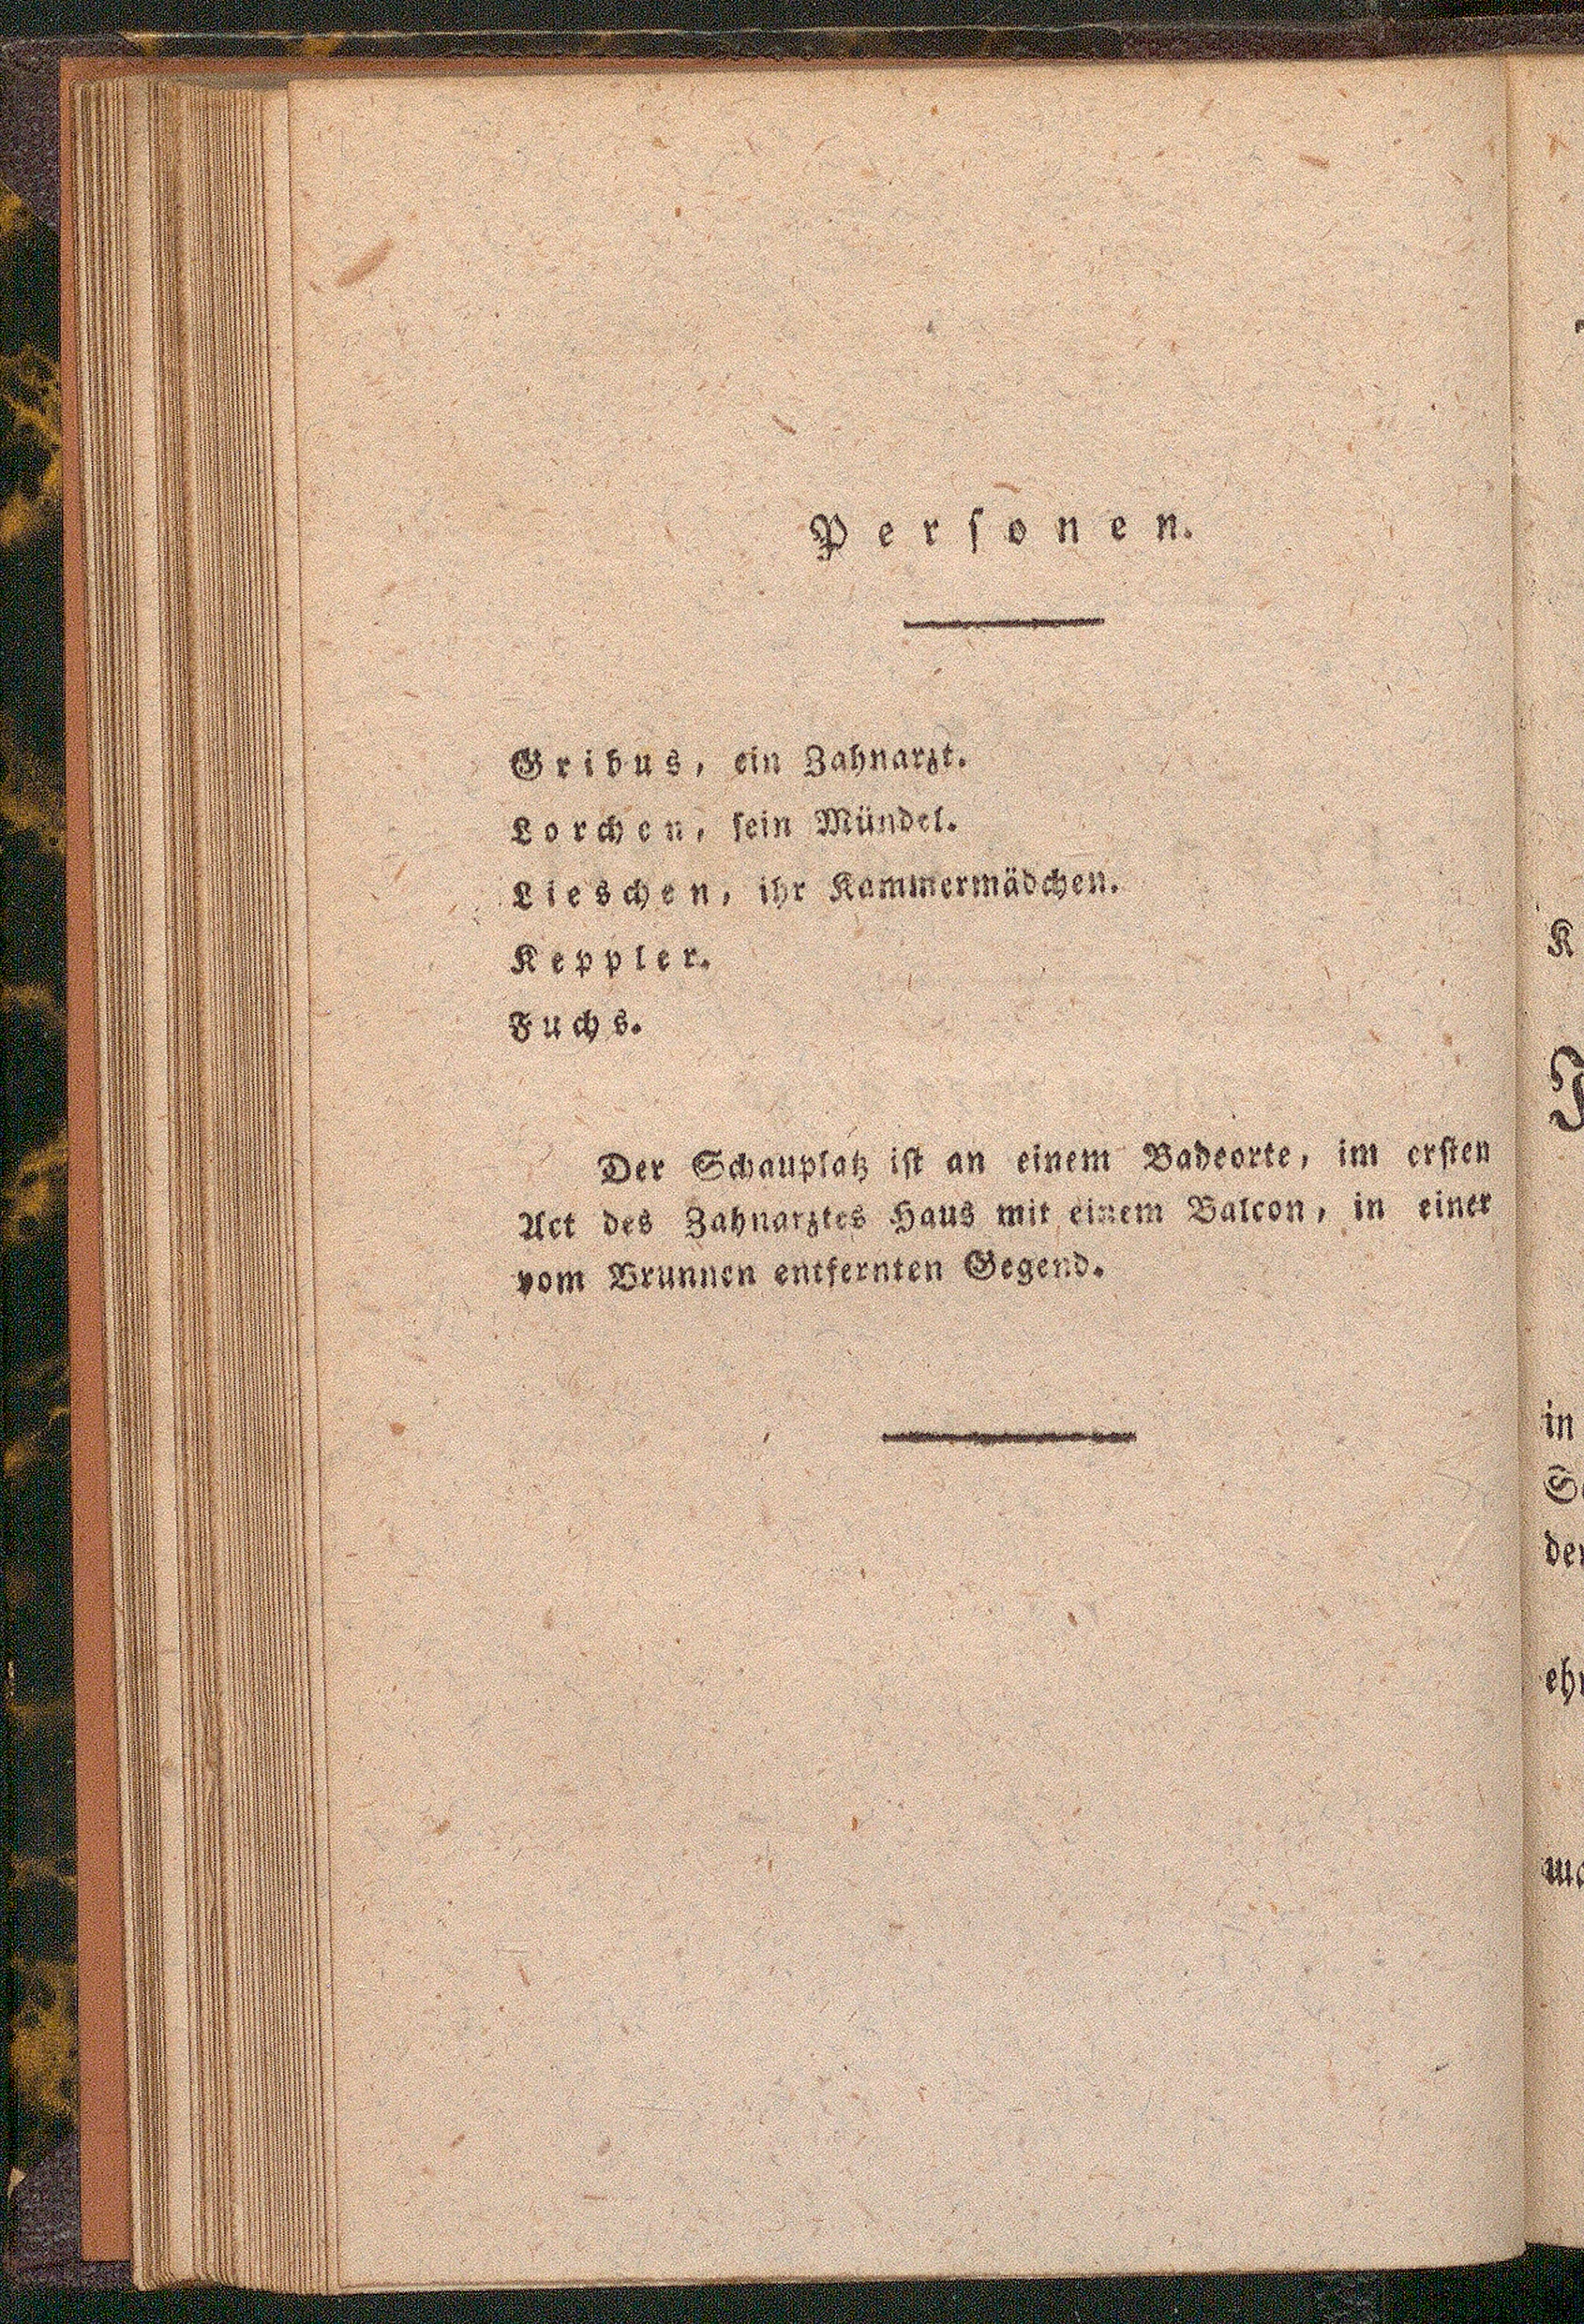 Personen.
Gribus, ein Zahnarzt.
Lorchen, sein Mündel.
Lieschen, ihr Kammermädchen.
Keppler.
Fuchs.
Der Schauplatz ist an einem Badeorte, im ersten
Act des Zahnarztes Haus mit einem Balcon, in einer
vom Brunnen entfernten Gegend.
K
in